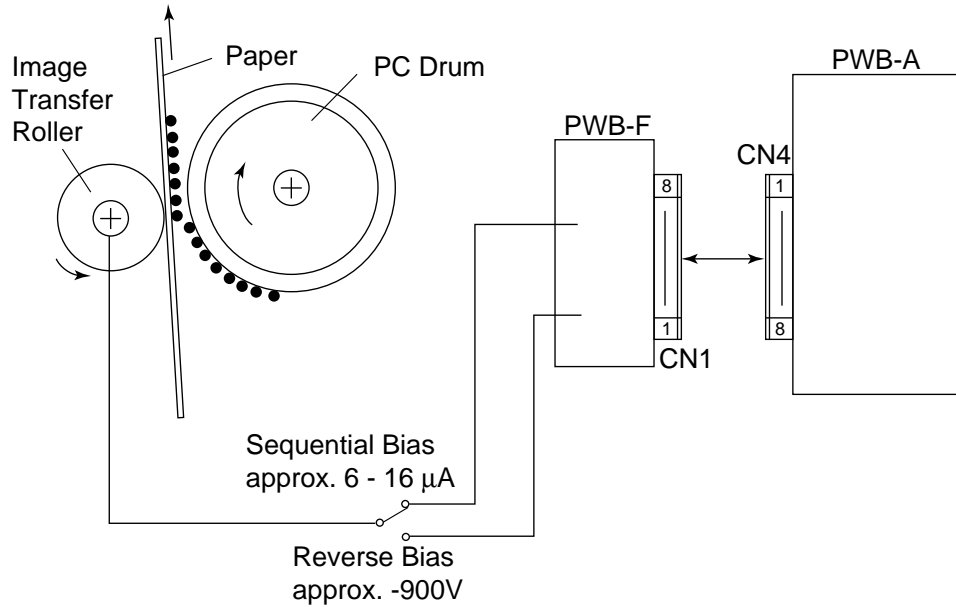 Image
Transfer
Roller
Paper
PC Drum
PWB-F
PWB-A
CN4
8
1
1
8
CN1
Sequential Bias
approx. 6 - 16 μA
Reverse Bias
approx. -900V